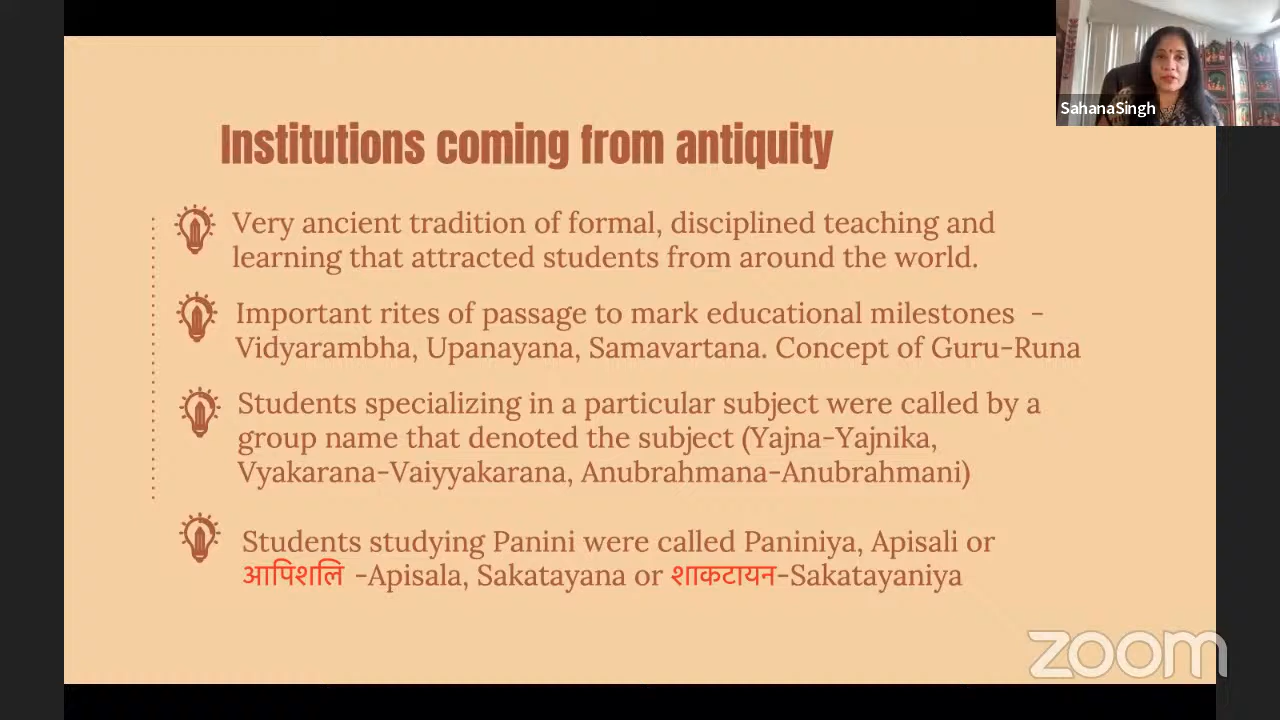 SahanaSingh
Institutions coming from antiquity
Very ancient tradition of formal, disciplined teaching and
learning that attracted students from around the world.
Important rites of passage to mark educational milestones -
Vidyarambha, Upanayana, Samavartana. Concept of Guru-Runa
Students specializing in a particular subject were called by a
group name that denoted the subject (Yajna-Yajnika,
Vyakarana-Vaiyyakarana, Anubrahmana-Anubrahmani)
Students studying Panini were called Paniniya, Apisali or
आपिशलि -Apisala, Sakatayana or शाकटायन-Sakatayaniya
zoom